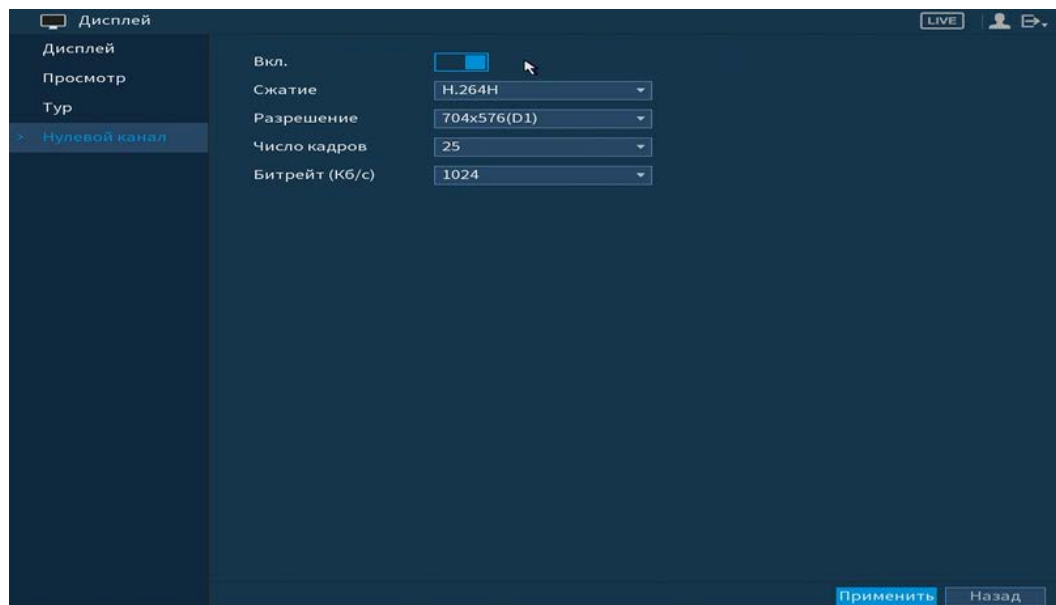 Дисплей
LIVE
Дисплей
Просмотр
Тур
> Нулевой канал
Вкл.
Сжатие
H.264H
Разрешение
704x576(D1)
Число кадров
25
Битрейт (Кб/с)
1024
Применить
Назад